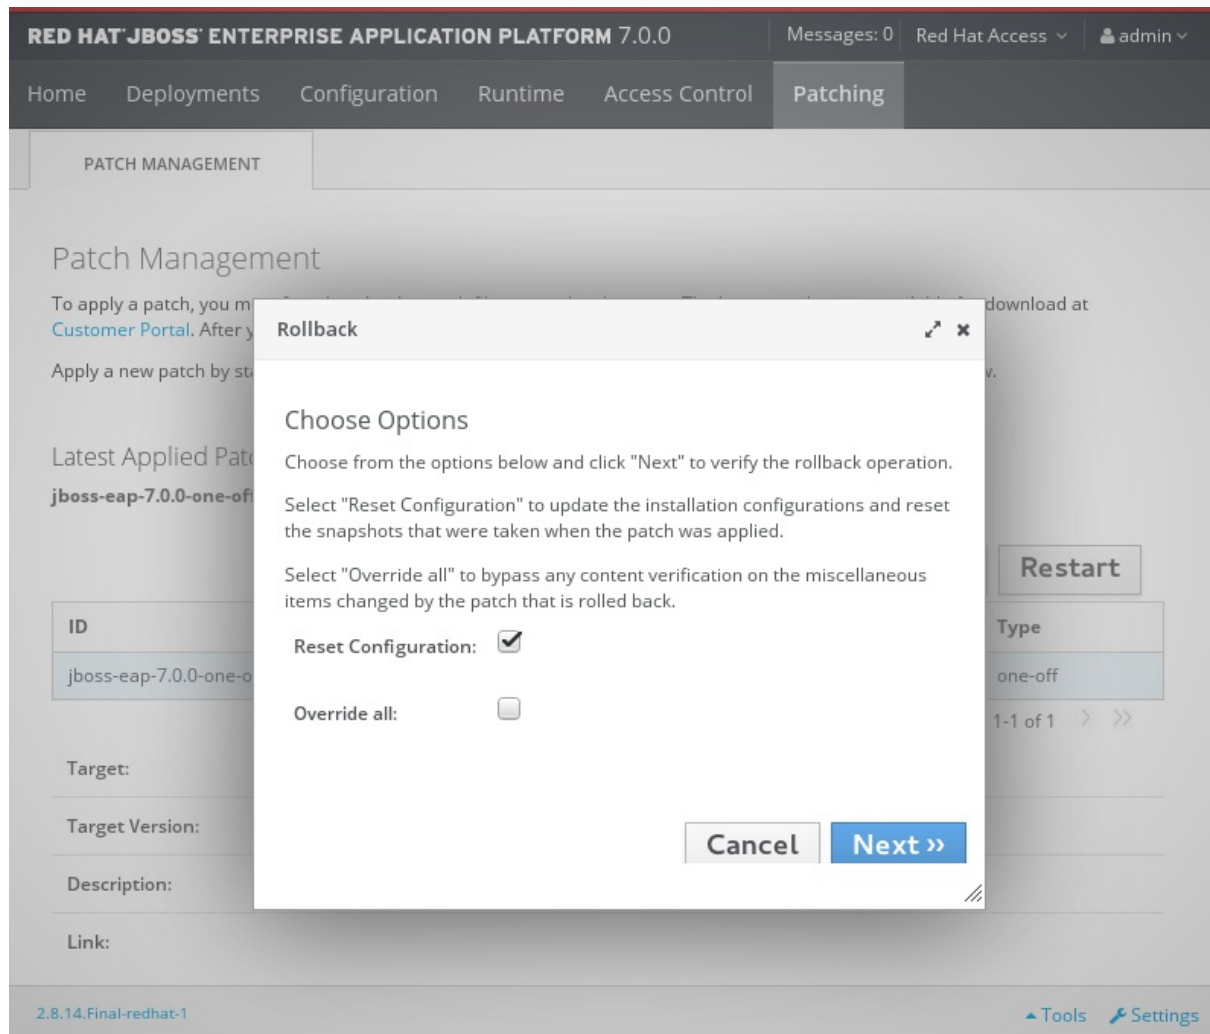 RED HAT JBOSS ENTERPRISE APPLICATION PLATFORM 7.0.0
Messages: 0
Red Hat Access
admin
Home
Deployments
Configuration
Runtime
Access Control
Patching
PATCH MANAGEMENT
Patch Management
To apply a patch, you m
download at
Customer Portal. After y
Apply a new patch by sta
w.
Latest Applied Patc
jboss-eap-7.0.0-one-off
Restart
ID
Type
jboss-eap-7.0.0-one-o
one-off
1-1 of 1
Target:
Target Version:
Description:
Link:
Rollback
Choose Options
Choose from the options below and click "Next" to verify the rollback operation.
Select "Reset Configuration" to update the installation configurations and reset
the snapshots that were taken when the patch was applied.
Select "Override all" to bypass any content verification on the miscellaneous
items changed by the patch that is rolled back.
Reset Configuration:
Override all:
Cancel
Next »
2.8.14.Final-redhat-1
Tools
Settings